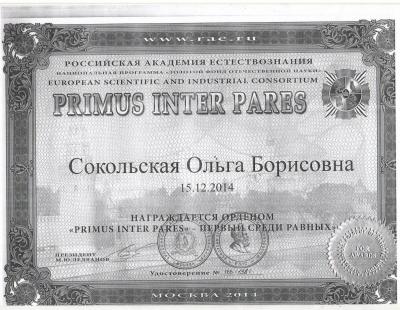 www.rae.ru
РОССИЙСКАЯ АКАДЕМИЯ ЕСТЕСТВОЗНАНИЯ
НАЦИОНАЛЬНАЯ ПРОГРАММА «ЗОЛОТОЙ ФОНД ОТЕЧЕСТВЕННОЙ НАУКИ»
EUROPEAN SCIENTIFIC AND INDUSTRIAL CONSORTIUM
PRIMUS INTER PARES
Сокольская Ольга Борисовна
15.12.2014
НАГРАЖДАЕТСЯ ОРДЕНОМ
«PRIMUS INTER PARES» - ПЕРВЫЙ СРЕДИ РАВНЫХ
ПРЕЗИДЕНТ
М.Ю.ЛЕДВАНОВ
Удостоверение №
МОСКВА 2014